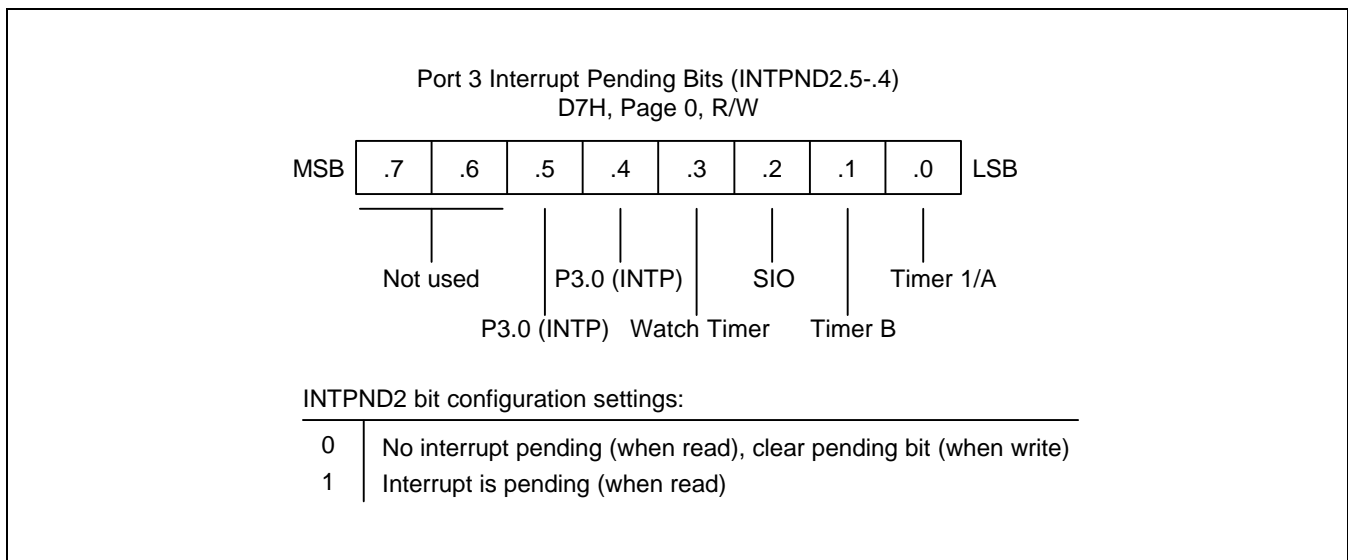 Port 3 Interrupt Pending Bits (INTPND2.5-.4)
D7H, Page 0, R/W
MSB .7 .6 .5 .4 .3 .2 .1 .0 LSB
Not used P3.0 (INTP) SIO Timer 1/A
P3.0 (INTP) Watch Timer Timer B
INTPND2 bit configuration settings:
0 No interrupt pending (when read), clear pending bit (when write)
1 Interrupt is pending (when read)